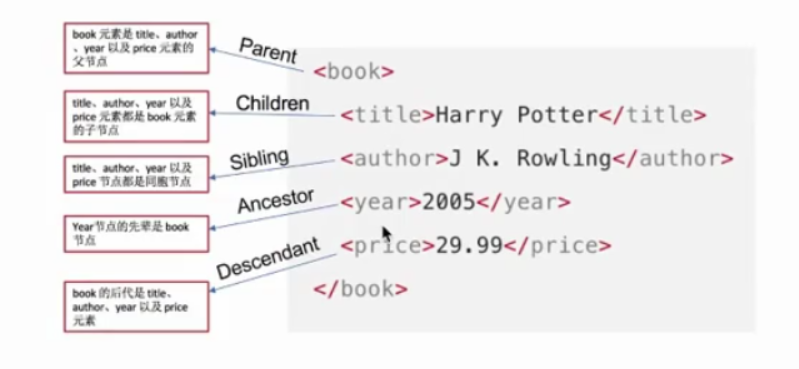 book 元素是 title、author
、year 以及 price 元素的
父节点
Parent
<book>
title、author、year 以及
price 元素都是 book 元素
的子节点
Children
<title>Harry Potter</title>
title、author、year 以及
price 节点都是同胞节点
Sibling
<author>J K. Rowling</author>
Year节点的先辈是 book
节点
Ancestor
<year>2005</year>
book 的后代是 title、
author、year 以及 price
元素
Descendant
<price>29.99</price>
</book>